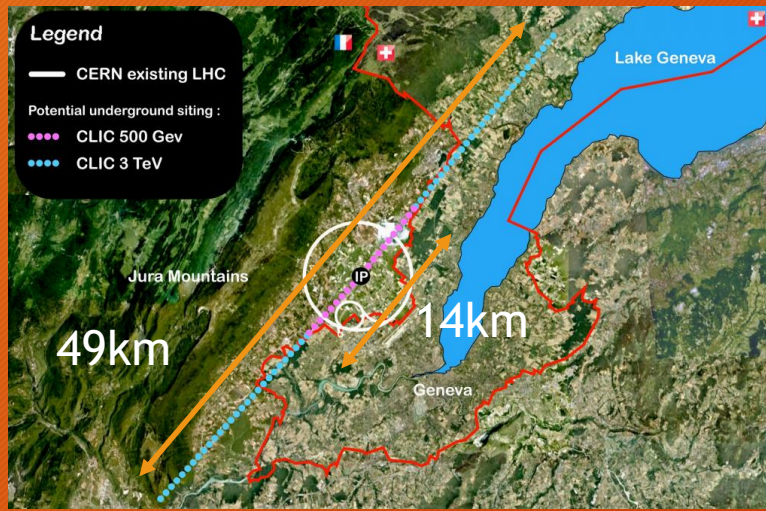 Legend
CERN existing LHC
Potential underground siting :
CLIC 500 Gev
CLIC 3 TeV
Lake Geneva
Jura Mountains
IP
49km
14km
Geneva